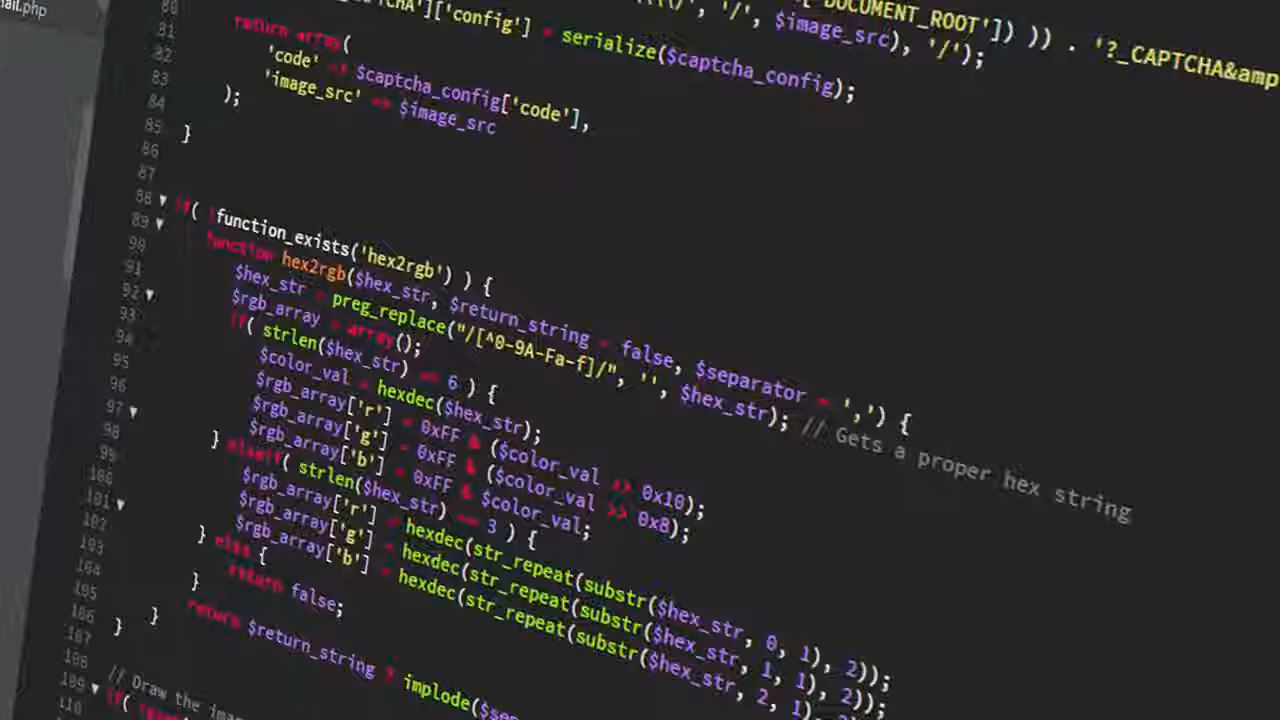 ail.php
80
['config'] = serialize($captcha_config);
'/', $image_src), '/');
['DOCUMENT_ROOT']) )) . '?_CAPTCHA&amp
81 return array(
82 'code' => $captcha_config['code'],
83 'image_src' => $image_src
84 );
85 }
86
87
88 if( !function_exists('hex2rgb') ) {
89 function hex2rgb($hex_str, $return_string = false, $separator = ',') {
90 $hex_str = preg_replace("/[^0-9A-Fa-f]/", '', $hex_str); // Gets a proper hex string
91 $rgb_array = array();
92 if( strlen($hex_str) == 6 ) {
93 $color_val = hexdec($hex_str);
94 $rgb_array['r'] = 0xFF & ($color_val >> 0x10);
95 $rgb_array['g'] = 0xFF & ($color_val >> 0x8);
96 $rgb_array['b'] = 0xFF & $color_val;
97 } elseif( strlen($hex_str) == 3 ) {
98 $rgb_array['r'] = hexdec(str_repeat(substr($hex_str, 0, 1), 2));
99 $rgb_array['g'] = hexdec(str_repeat(substr($hex_str, 1, 1), 2));
100 $rgb_array['b'] = hexdec(str_repeat(substr($hex_str, 2, 1), 2));
101 } else {
102 return false;
103 }
104 return $return_string ? implode($sep
105 }
106 }
107
108 // Draw the ima
109 if(
110